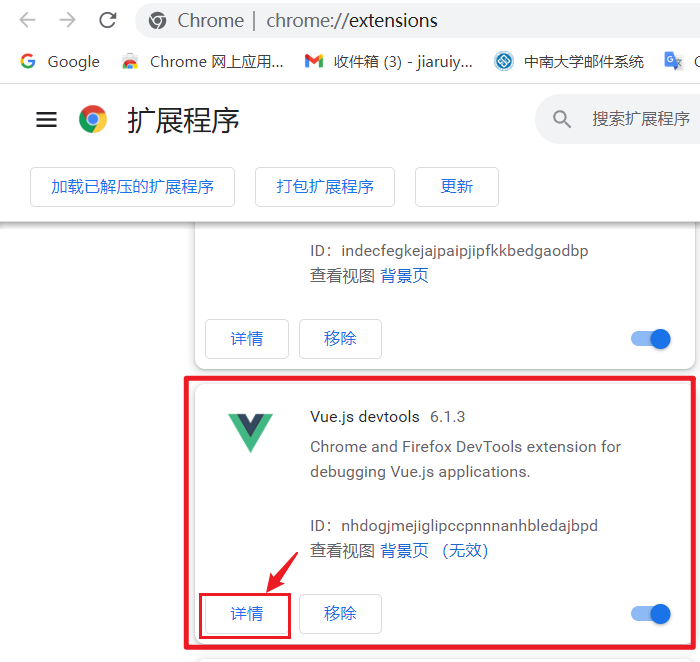 Chrome | chrome://extensions
Google Chrome 网上应用... 收件箱 (3) - jiaruiy... 中南大学邮件系统
扩展程序 搜索扩展程序
加载已解压的扩展程序 打包扩展程序 更新
ID： indecfegkejajpaipjipfkkbedgaodbp
查看视图 背景页
详情 移除
Vue.js devtools 6.1.3
Chrome and Firefox DevTools extension for
debugging Vue.js applications.
ID： nhdogjmejiglipccpnnnanhbledajbpd
查看视图 背景页 （无效）
详情 移除